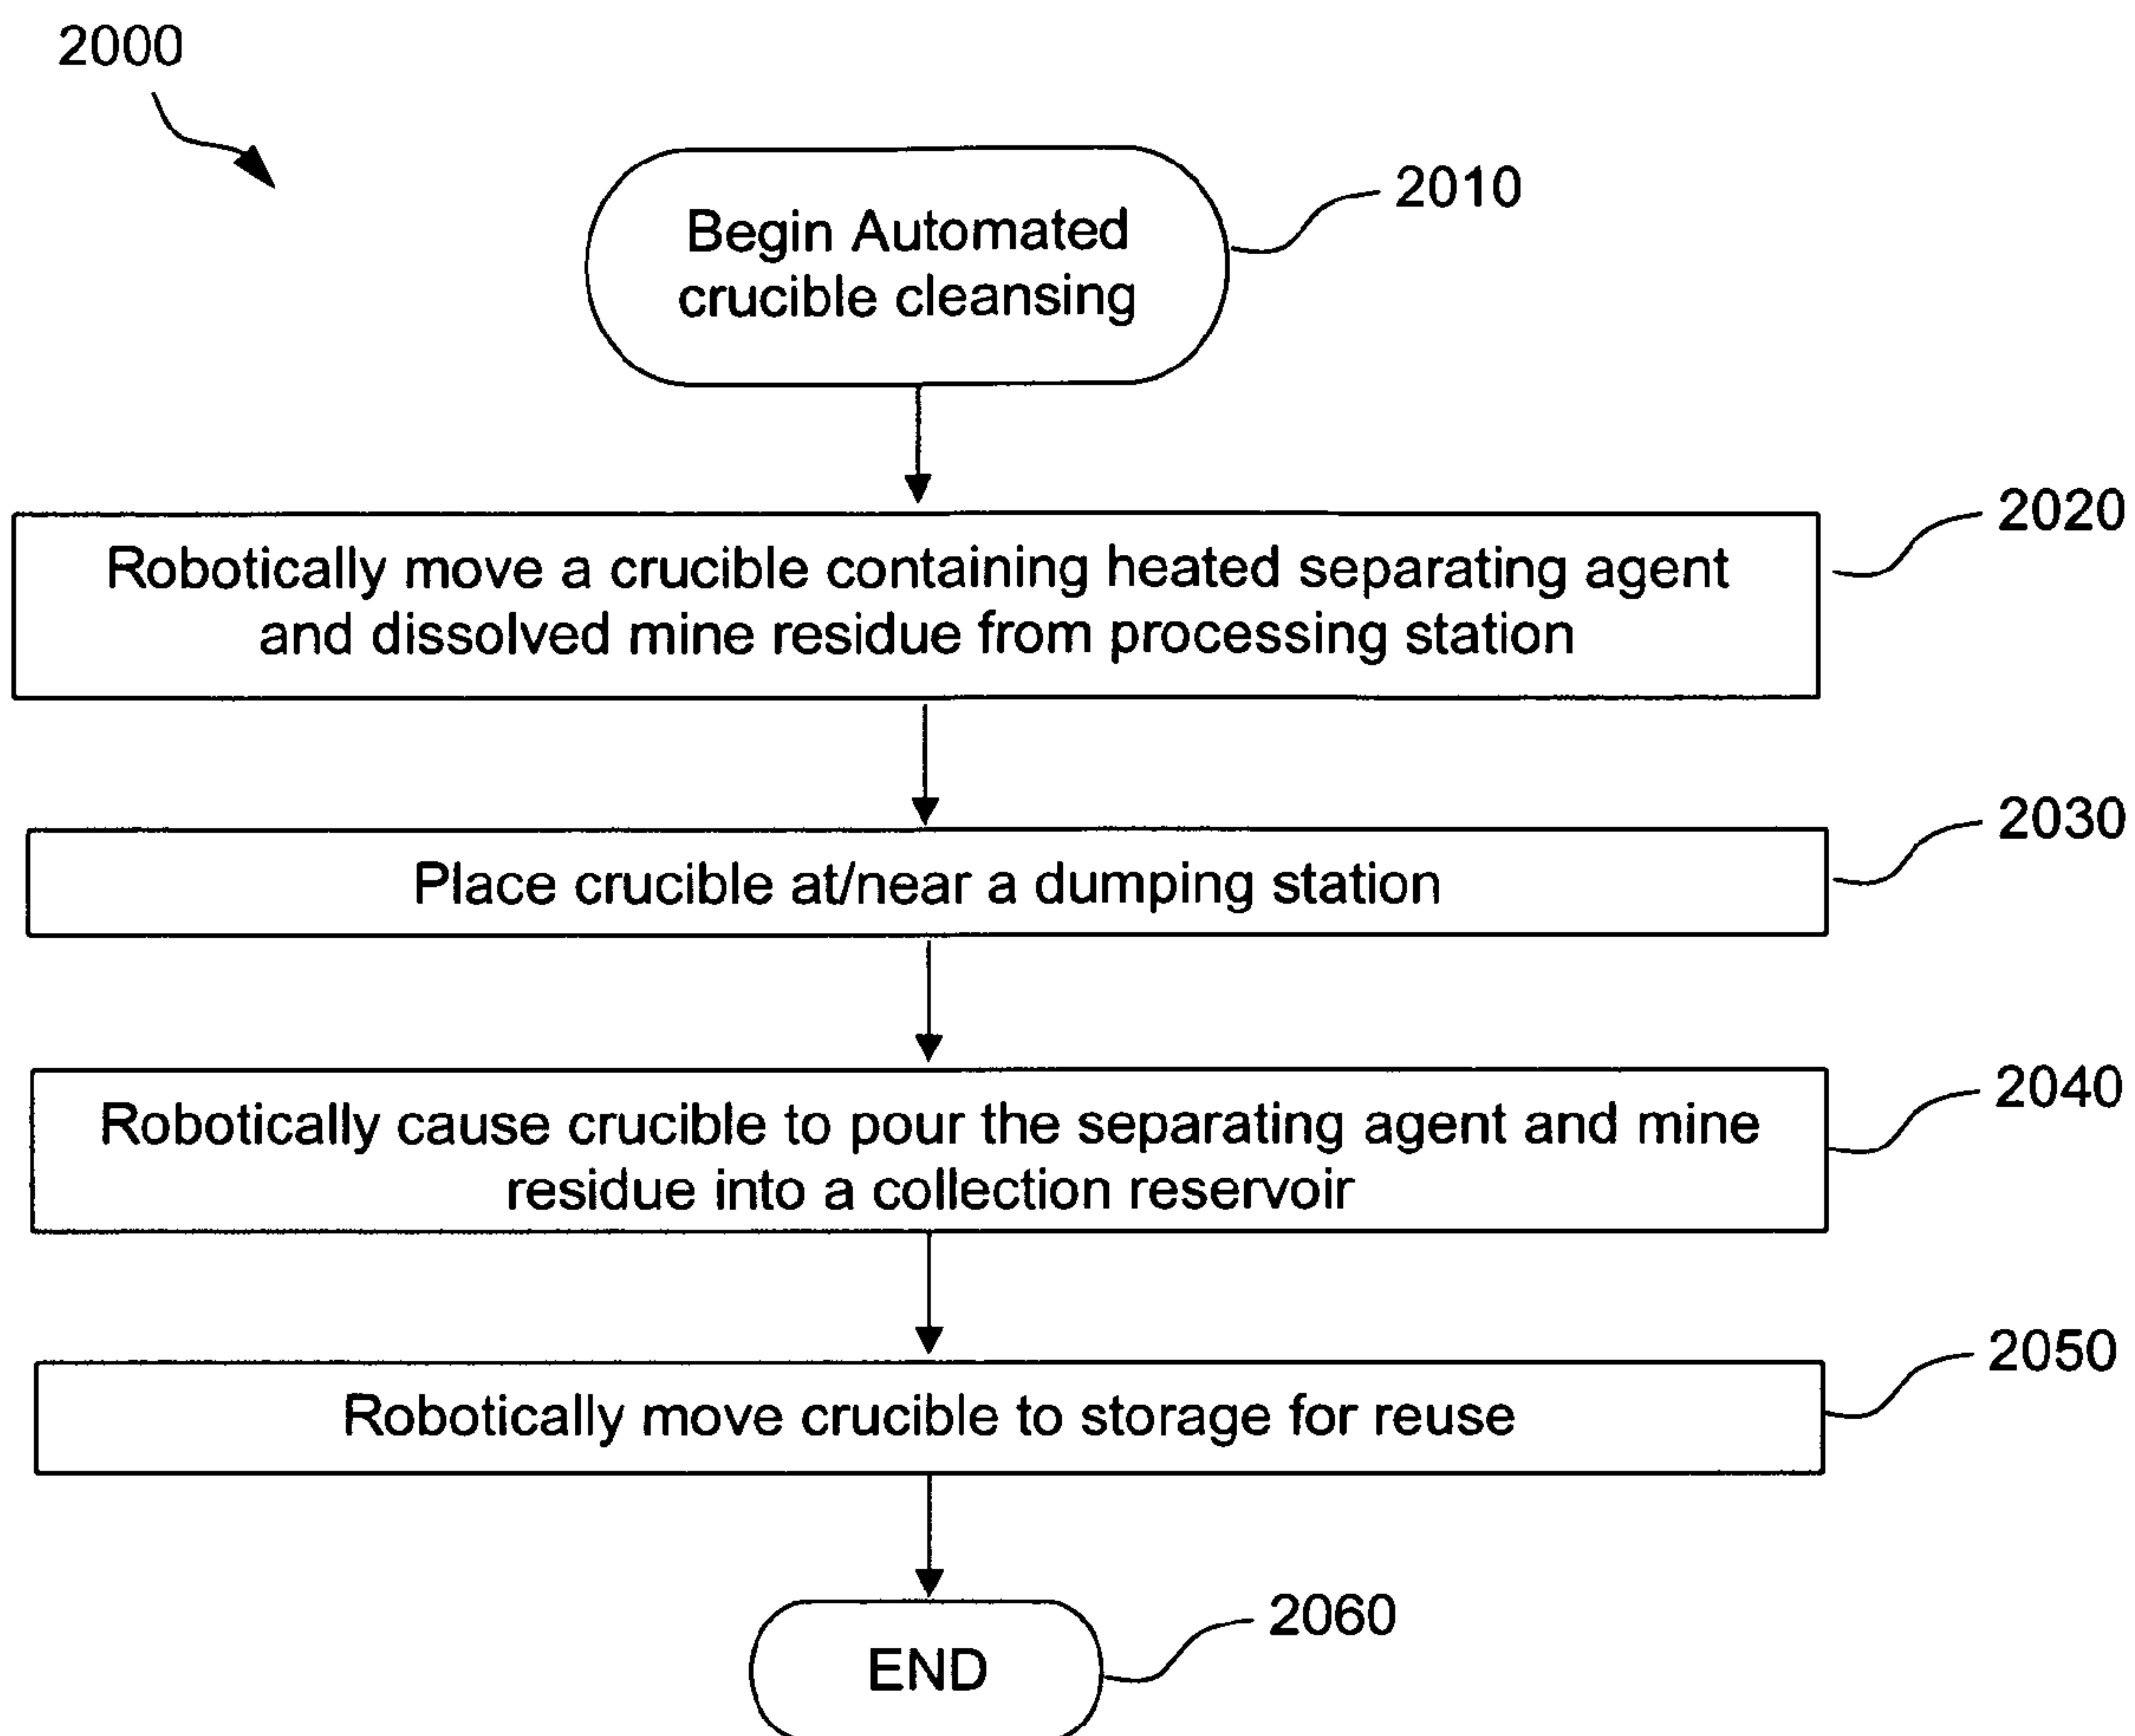 2000
Begin Automated
crucible cleansing
2010
Robotically move a crucible containing heated separating agent
and dissolved mine residue from processing station
2020
Place crucible at/near a dumping station
2030
Robotically cause crucible to pour the separating agent and mine
residue into a collection reservoir
2040
Robotically move crucible to storage for reuse
2050
END
2060